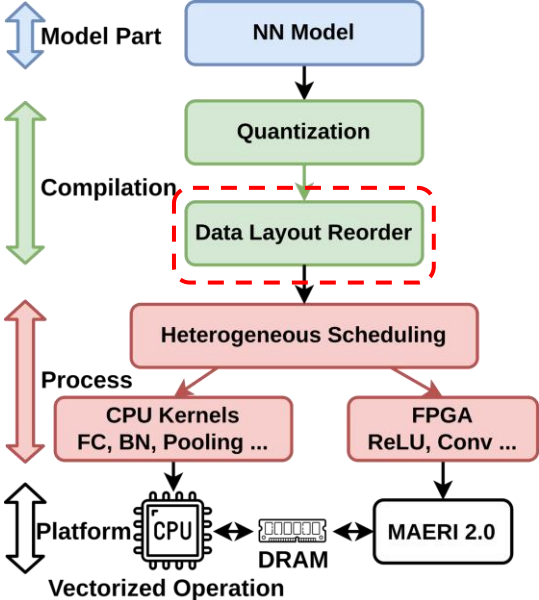 NN Model
Model Part
Quantization
Compilation
Data Layout Reorder
Heterogeneous Scheduling
Process
CPU Kernels
FC, BN, Pooling ...
FPGA
ReLU, Conv ...
Platform
CPU
MAERI 2.0
DRAM
Vectorized Operation